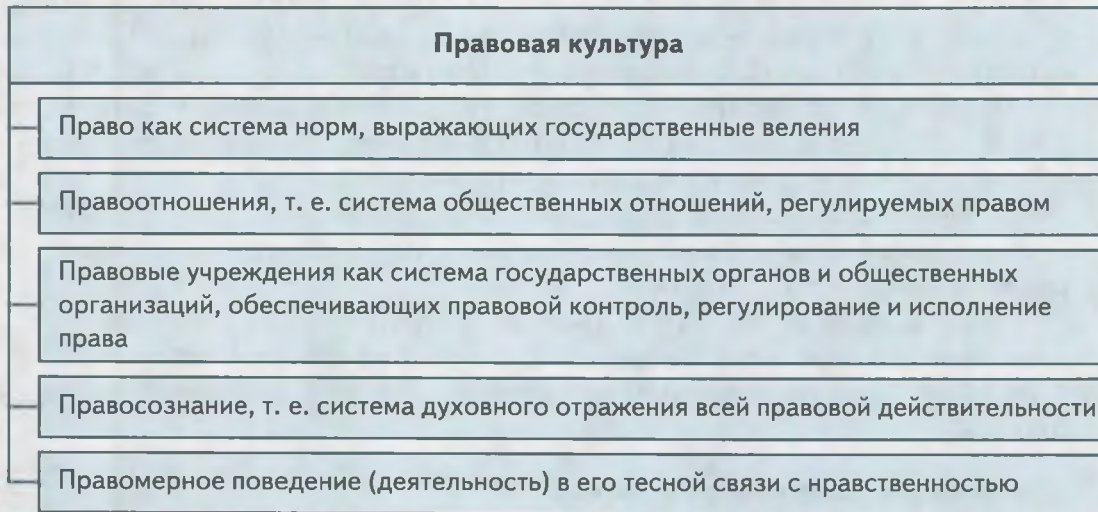 Правовая культура
Право как система норм, выражающих государственные веления
Правоотношения, т. е. система общественных отношений, регулируемых правом
Правовые учреждения как система государственных органов и общественных
организаций, обеспечивающих правовой контроль, регулирование и исполнение
права
Правосознание, т. е. система духовного отражения всей правовой действительности
Правомерное поведение (деятельность) в его тесной связи с нравственностью